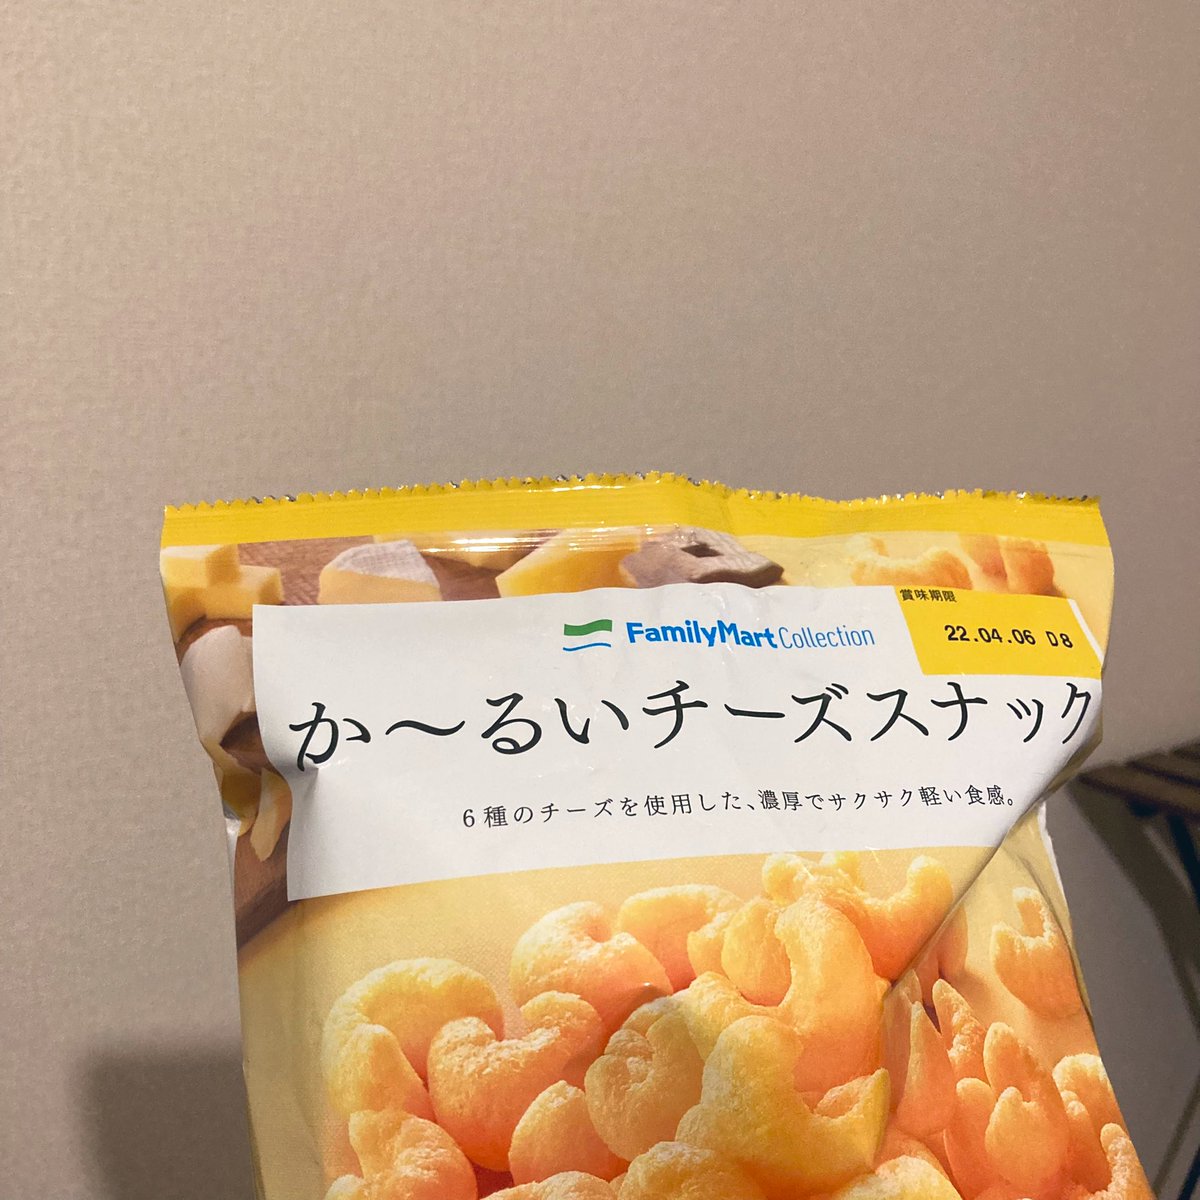 FamilyMart Collection
賞味期限
22.04.06 D8
か〜るいチーズスナック
6種のチーズを使用した、濃厚でサクサク軽い食感。